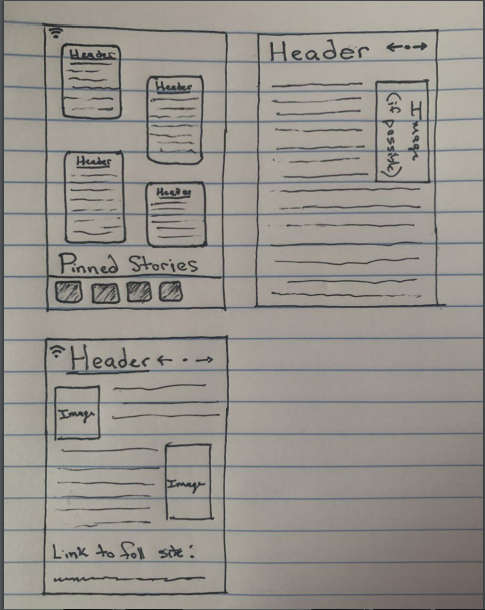 Header
Header
Header
Header
Pinned Stories
Header
Image
(if possible)
Header
Image
Image
Link to full site: